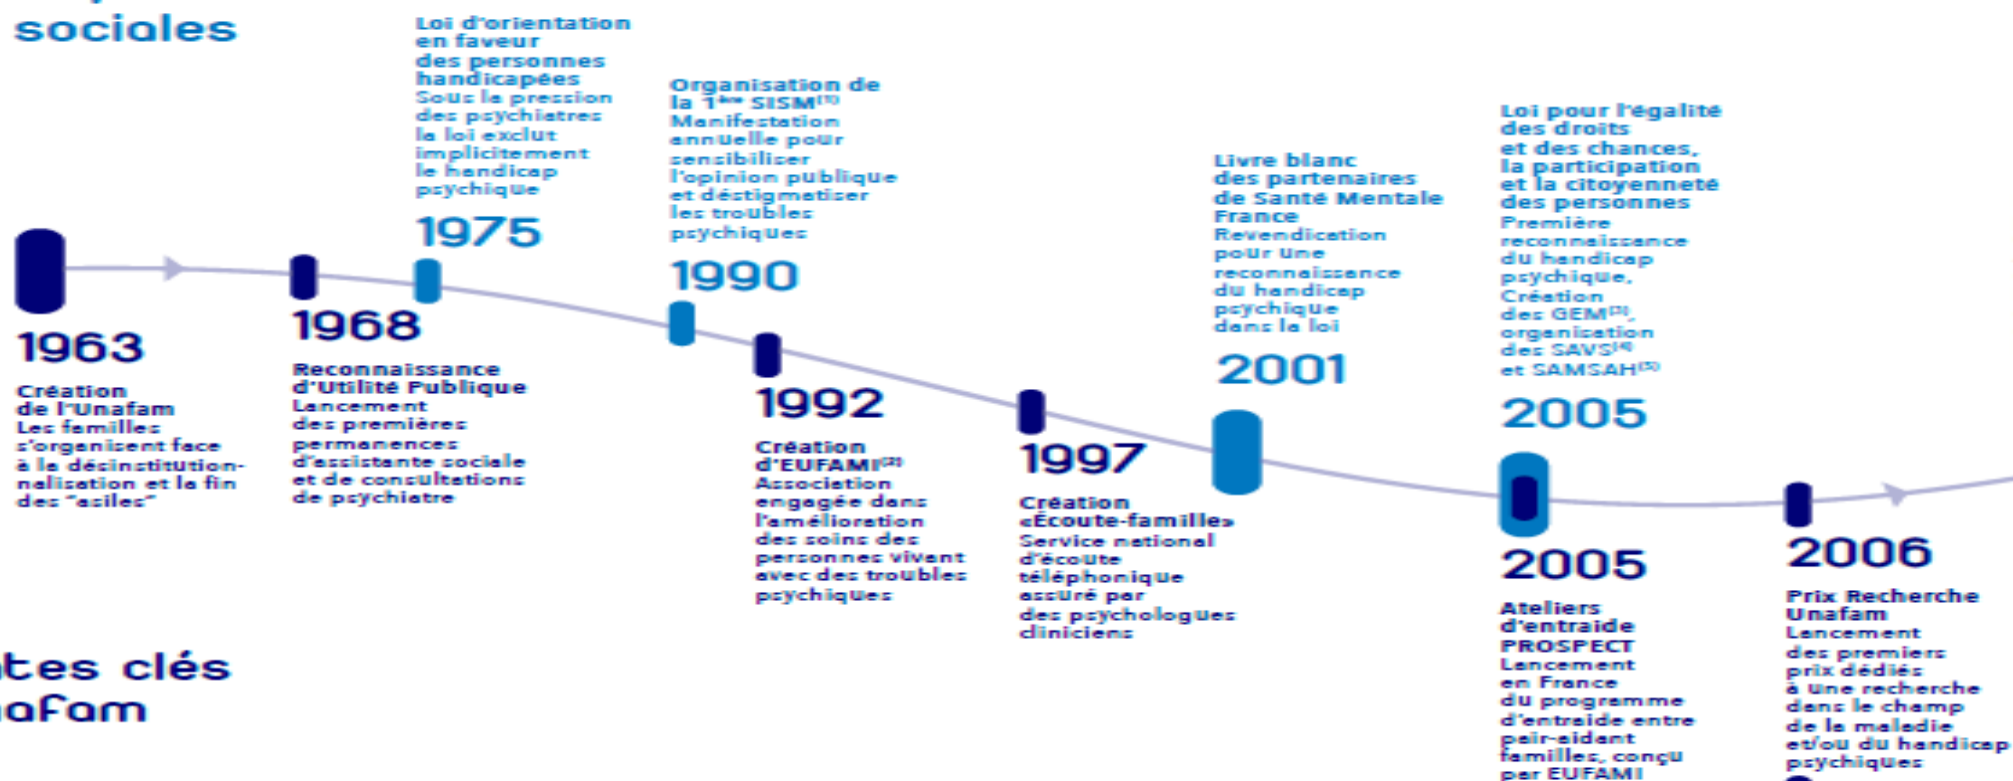 sociales
Loi d'orientation
en faveur
des personnes
handicapées
Sous la pression
des psychiatres
la loi exclut
implicitement
le handicap
psychique
1975
Organisation de
la 1ère SISM(1)
Manifestation
annuelle pour
sensibiliser
l'opinion publique
et déstigmatiser
les troubles
psychiques
1990
Livre blanc
des partenaires
de Santé Mentale
France
Revendication
pour une
reconnaissance
du handicap
psychique
dans la loi
2001
Loi pour l'égalité
des droits
et des chances,
la participation
et la citoyenneté
des personnes
Première
reconnaissance
du handicap
psychique,
Création
des GEM(3),
organisation
des SAVS(4)
et SAMSAH(5)
2005
1963
Création
de l'Unafam
Les familles
s'organisent face
à la désinstitution-
nalisation et la fin
des "asiles"
1968
Reconnaissance
d'Utilité Publique
Lancement
des premières
permanences
d'assistante sociale
et de consultations
de psychiatre
1992
Création
d'EUFAMI(2)
Association
engagée dans
l'amélioration
des soins des
personnes vivant
avec des troubles
psychiques
1997
Création
«Écoute-famille»
Service national
d'écoute
téléphonique
assuré par
des psychologues
cliniciens
2005
Ateliers
d'entraide
PROSPECT
Lancement
en France
du programme
d'entraide entre
pair-aidant
familles, conçu
par EUFAMI
2006
Prix Recherche
Unafam
Lancement
des premiers
prix dédiés
à une recherche
dans le champ
de la maladie
et/ou du handicap
psychiques
tes clés
nafam